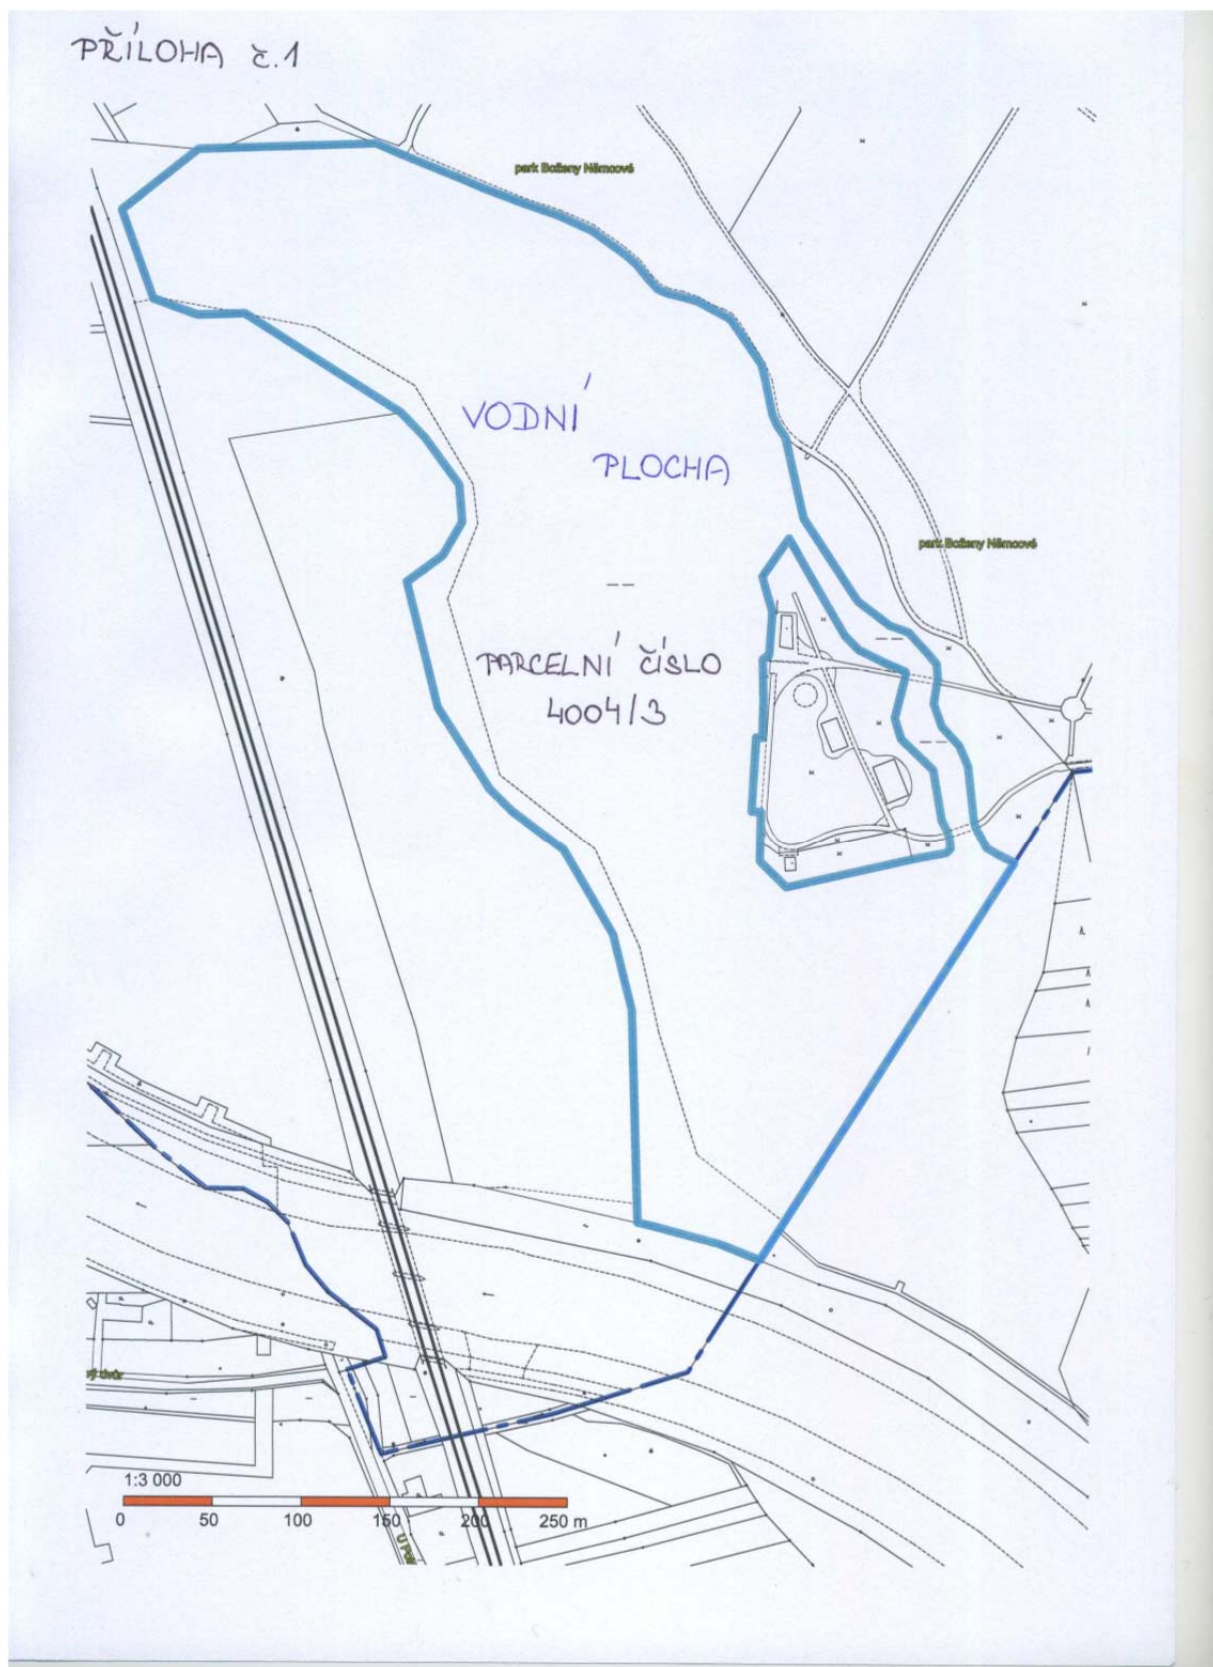 PŘÍLOHA č.1
park Boženy Němcové
VODNÍ
PLOCHA
park Boženy Němcové
PARCELNÍ ČÍSLO
4004/3
1:3 000
0 50 100 150 200 250 m